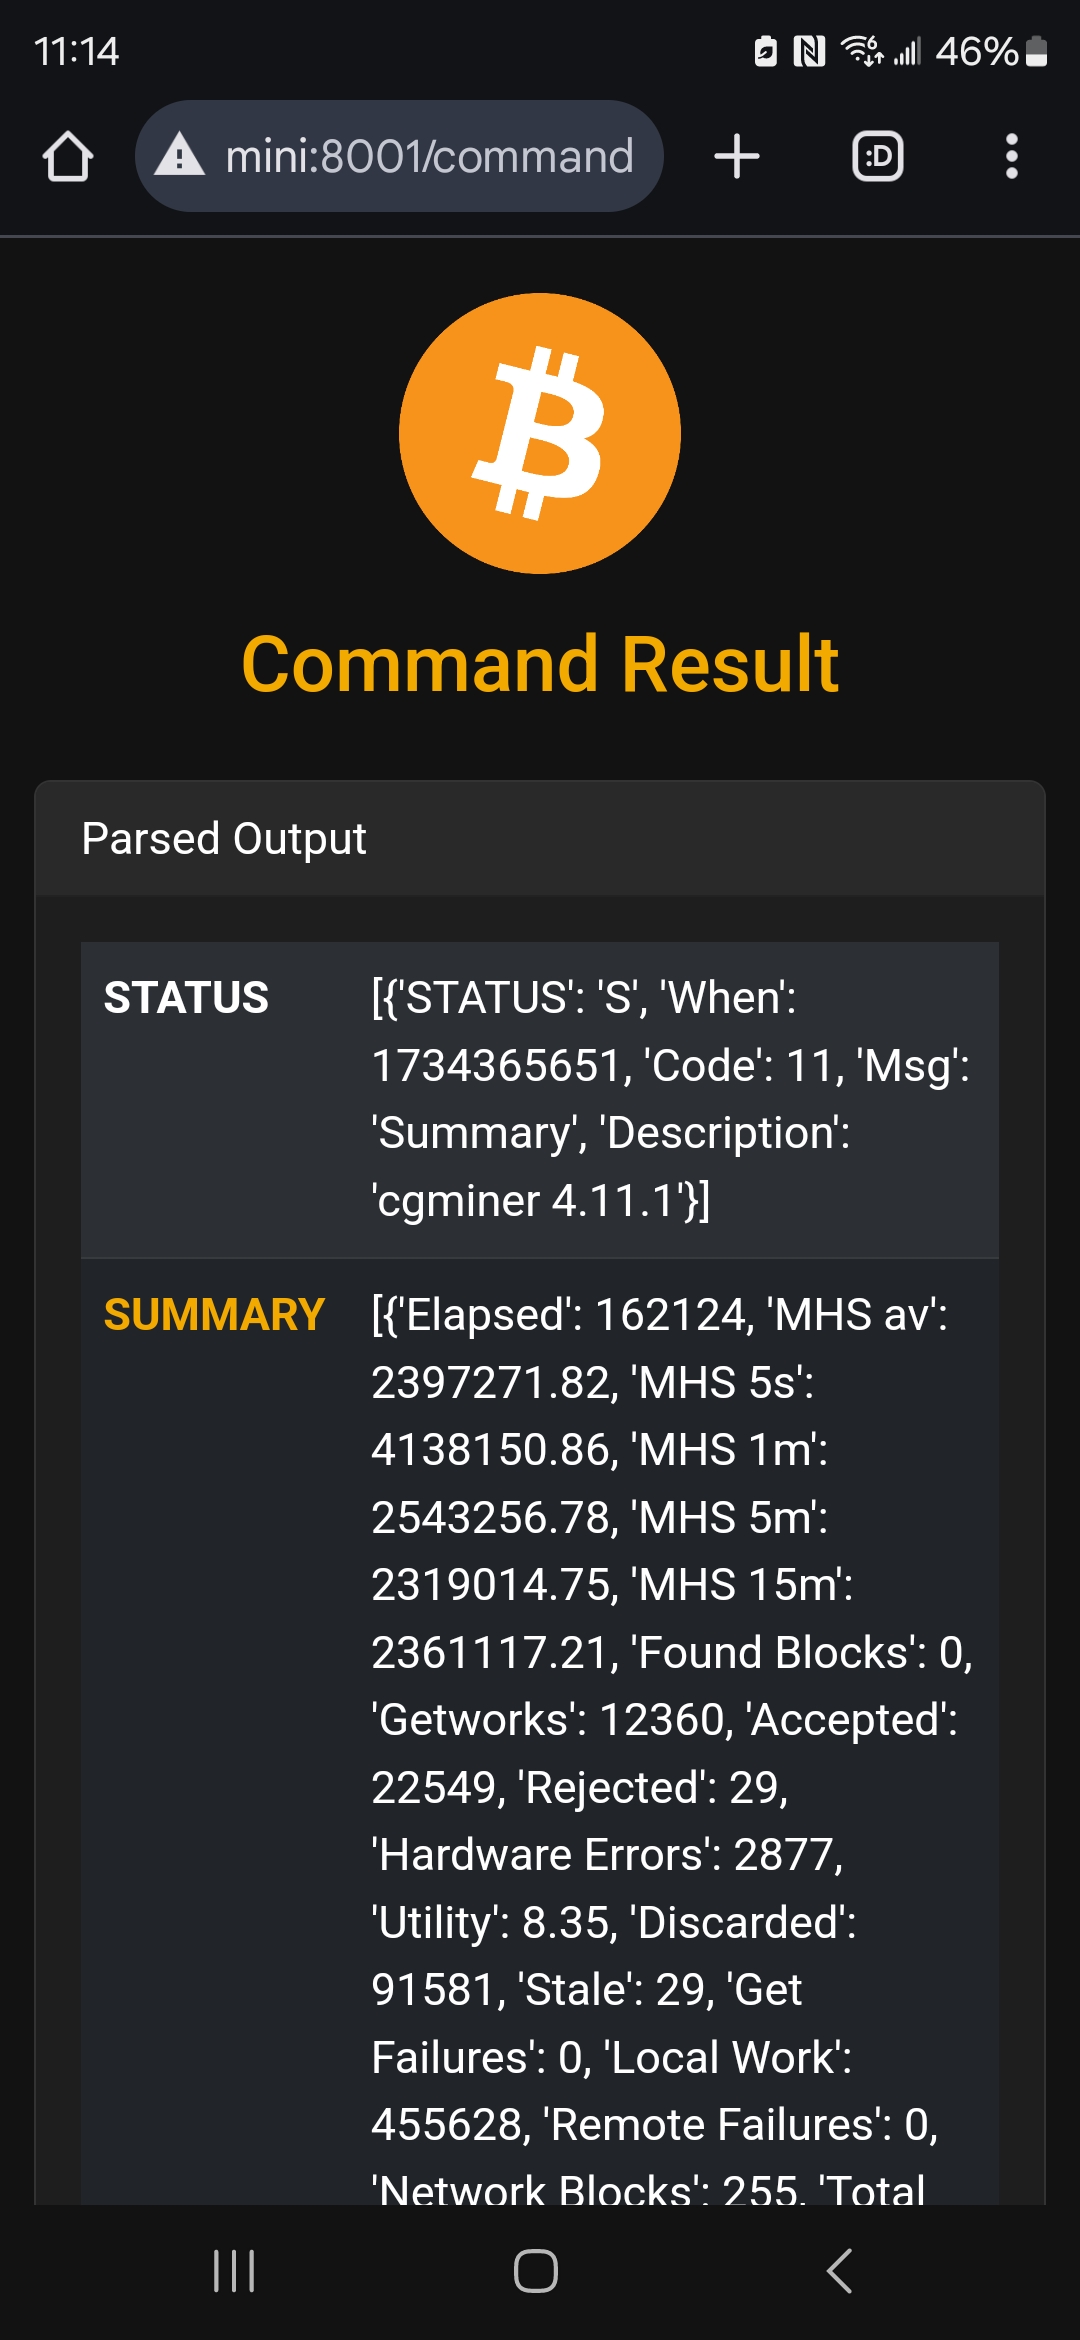 11:14
46%
mini:8001/command
:D
Command Result
Parsed Output
STATUS
[{'STATUS': 'S', 'When':
1734365651, 'Code': 11, 'Msg':
'Summary', 'Description':
'cgminer 4.11.1'}]
SUMMARY
[{'Elapsed': 162124, 'MHS av':
2397271.82, 'MHS 5s':
4138150.86, 'MHS 1m':
2543256.78, 'MHS 5m':
2319014.75, 'MHS 15m':
2361117.21, 'Found Blocks': 0,
'Getworks': 12360, 'Accepted':
22549, 'Rejected': 29,
'Hardware Errors': 2877,
'Utility': 8.35, 'Discarded':
91581, 'Stale': 29, 'Get
Failures': 0, 'Local Work':
455628, 'Remote Failures': 0,
'Network Blocks': 255, 'Total